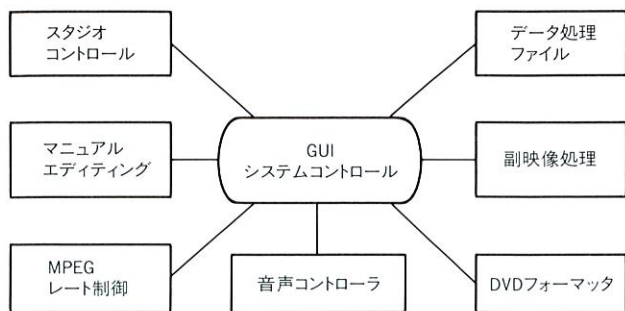 スタジオ
コントロール
データ処理
ファイル
マニュアル
エディティング
GUI
システムコントロール
副映像処理
MPEG
レート制御
音声コントローラ
DVDフォーマッタ